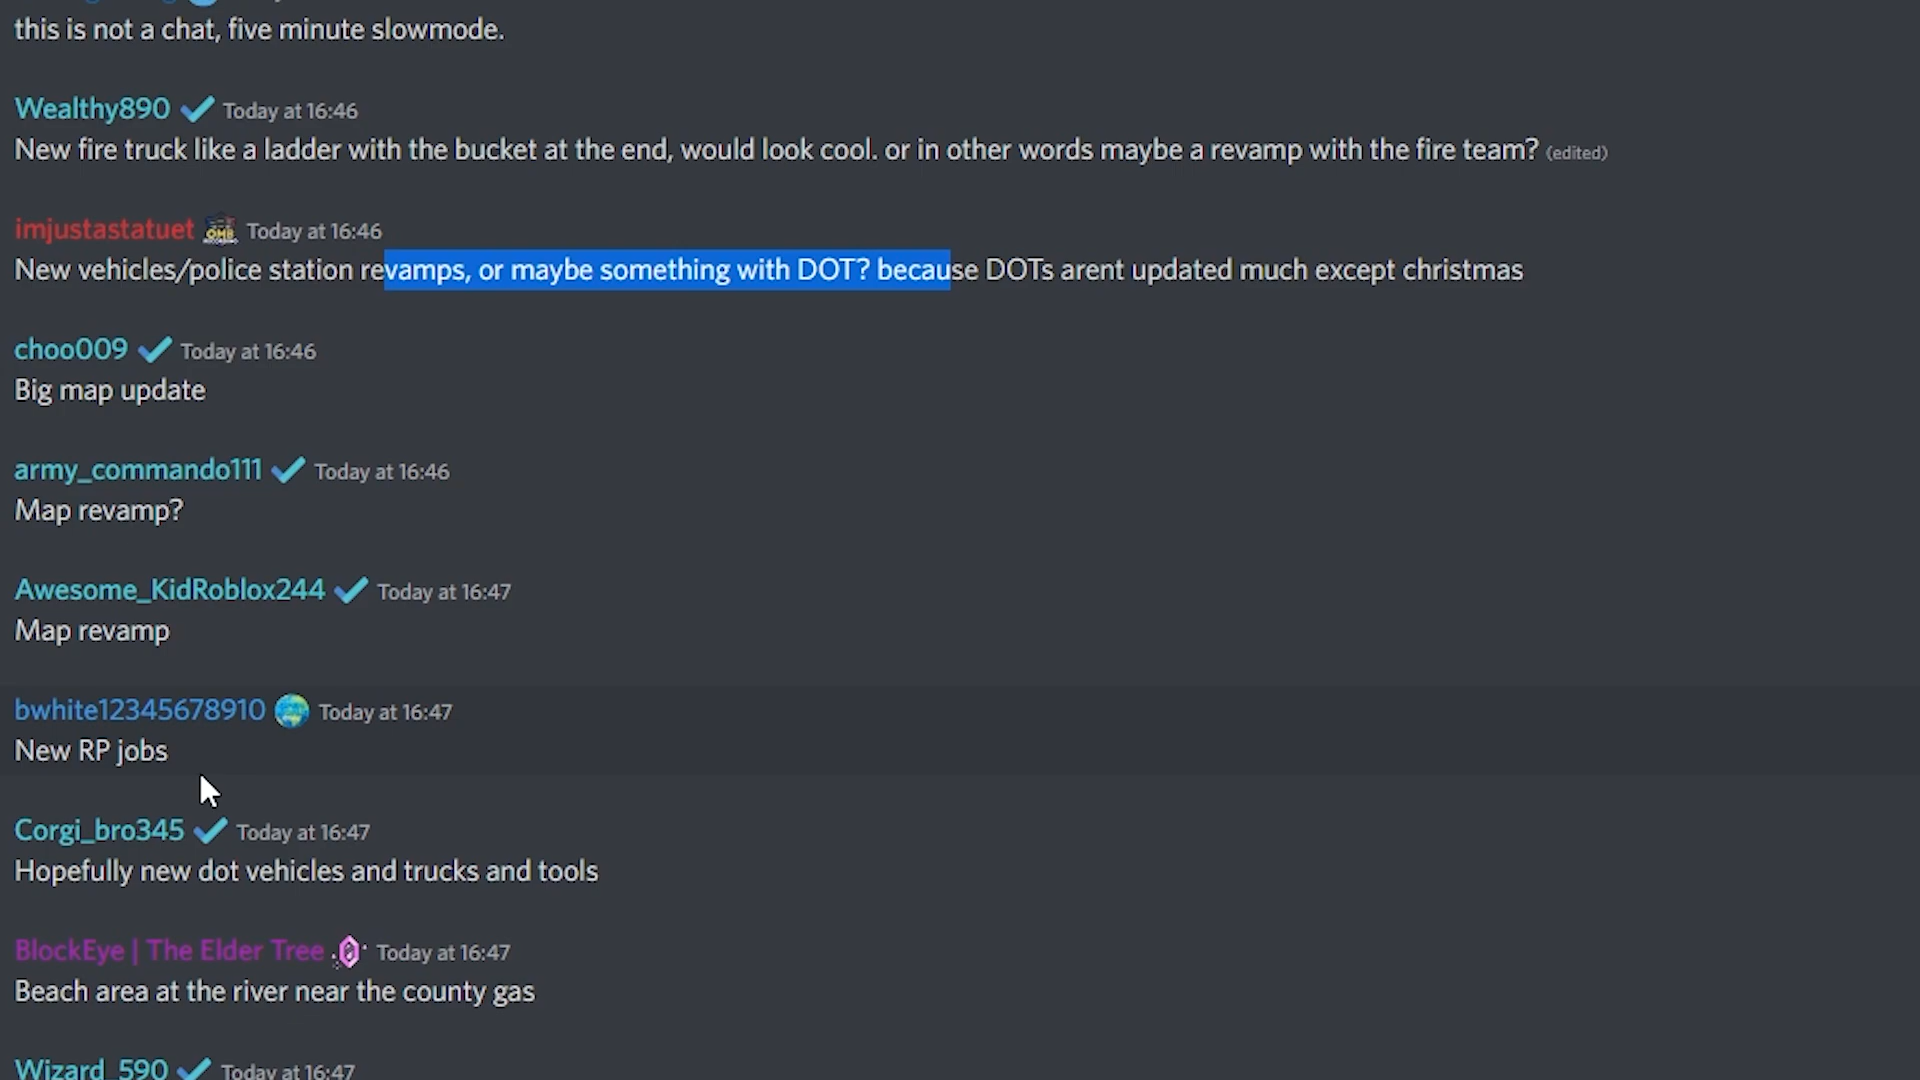 this is not a chat, five minute slowmode.
Wealthy890 Today at 16:46
New fire truck like a ladder with the bucket at the end, would look cool. or in other words maybe a revamp with the fire team? (edited)
imjustastatuet Today at 16:46
New vehicles/police station revamps, or maybe something with DOT? because DOTs arent updated much except christmas
choo009 Today at 16:46
Big map update
army_commando111 Today at 16:46
Map revamp?
Awesome_KidRoblox244 Today at 16:47
Map revamp
bwhite12345678910 Today at 16:47
New RP jobs
Corgi_bro345 Today at 16:47
Hopefully new dot vehicles and trucks and tools
BlockEye | The Elder Tree Today at 16:47
Beach area at the river near the county gas
Wizard_590 Today at 16:47